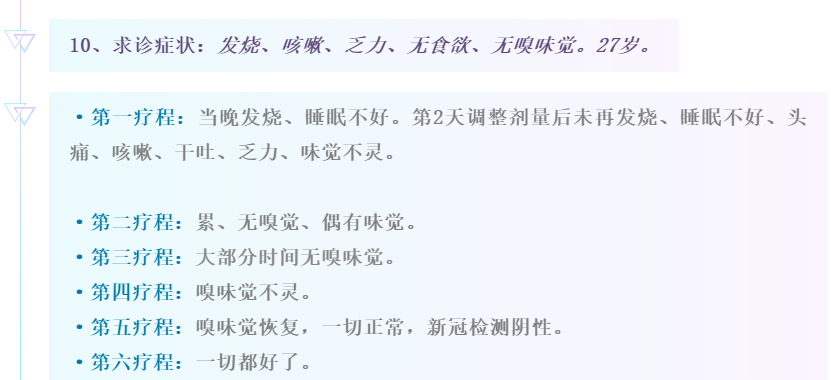 10、求诊症状：发烧、咳嗽、乏力、无食欲、无嗅味觉。27岁。
·第一疗程：当晚发烧、睡眠不好。第2天调整剂量后未再发烧、睡眠不好、头
痛、咳嗽、干吐、乏力、味觉不灵。
·第二疗程：累、无嗅觉、偶有味觉。
·第三疗程：大部分时间无嗅味觉。
·第四疗程：嗅味觉不灵。
·第五疗程：嗅味觉恢复，一切正常，新冠检测阴性。
·第六疗程：一切都好了。